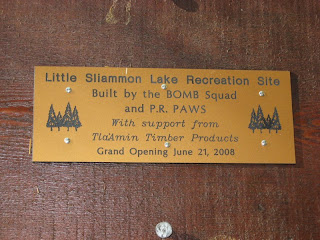 Little Sliammon Lake Recreation Site
Built by the BOMB Squad
and P.R. PAWS
With support from
Tla'Amin Timber Products
Grand Opening June 21, 2008